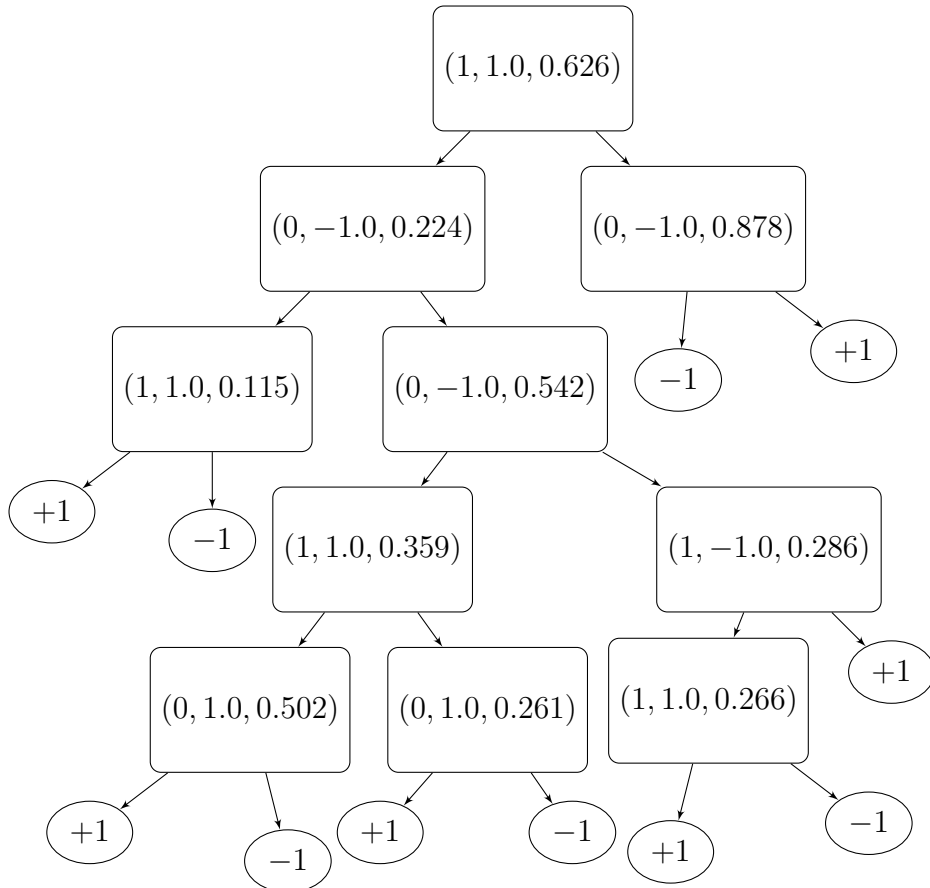 (1, 1.0, 0.626)
(0, −1.0, 0.224)
(0, −1.0, 0.878)
(1, 1.0, 0.115)
(0, −1.0, 0.542)
−1
+1
+1
−1
(1, 1.0, 0.359)
(1, −1.0, 0.286)
(0, 1.0, 0.502)
(0, 1.0, 0.261)
(1, 1.0, 0.266)
+1
+1
−1
+1
−1
+1
−1